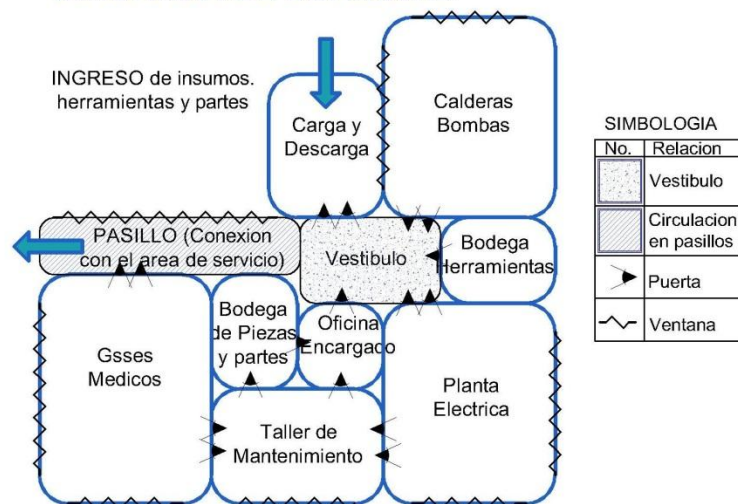 INGRESO de insumos.
herramientas y partes
Carga y
Descarga
Calderas
Bombas
PASILLO (Conexion
con el area de servicio)
Vestibulo
Bodega
Herramientas
Gsses
Medicos
Bodega
de Piezas
y partes
Oficina
Encargado
Planta
Electrica
Taller de
Mantenimiento
SIMBOLOGIA
No. Relacion
Vestibulo
Circulacion
en pasillos
Puerta
Ventana